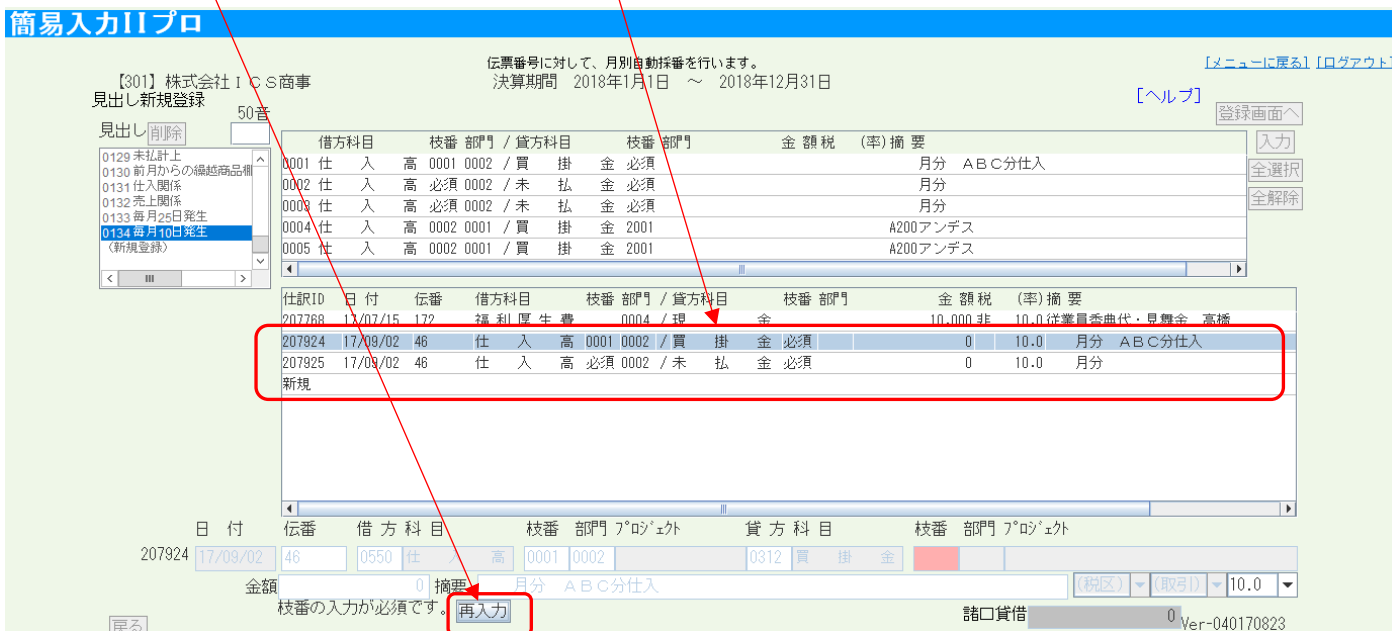 簡易入力IIプロ
伝票番号に対して、月別自動採番を行います。
[メニューに戻る] [ログアウト]
【301】株式会社ICS商事 決算期間 2018年1月1日 ～ 2018年12月31日
[ヘルプ]
見出し新規登録
50音
登録画面へ
見出し 削除
入力
全選択
全解除
0129 未払計上
0130 前月からの繰越商品棚
0131 仕入関係
0132 売上関係
0133 毎月25日発生
0134 毎月10日発生
(新規登録)
借方科目 枝番 部門 / 貸方科目 枝番 部門 金 額 税 (率) 摘 要
0001 仕 入 高 0001 0002 / 買 掛 金 必須 月分 ABC分仕入
0002 仕 入 高 必須 0002 / 未 払 金 必須 月分
0003 仕 入 高 必須 0002 / 未 払 金 必須 月分
0004 仕 入 高 0002 0001 / 買 掛 金 2001 A200アンデス
0005 仕 入 高 0002 0001 / 買 掛 金 2001 A200アンデス
仕訳ID 日 付 伝番 借方科目 枝番 部門 / 貸方科目 枝番 部門 金 額 税 (率) 摘 要
207768 17/07/15 172 福 利 厚 生 費 0004 / 現 金 10,000 非 10.0 従業員香典代・見舞金 高橋
207924 17/09/02 46 仕 入 高 0001 0002 / 買 掛 金 必須 0 10.0 月分 ABC分仕入
207925 17/09/02 46 仕 入 高 必須 0002 / 未 払 金 必須 0 10.0 月分
新規
日 付 伝番 借 方 科 目 枝番 部門 ﾌﾟﾛｼﾞｪｸﾄ 貸 方 科 目 枝番 部門 ﾌﾟﾛｼﾞｪｸﾄ
207924 17/09/02 46 0550 仕 入 高 0001 0002 0312 買 掛 金
金額 0 摘要 月分 ABC分仕入 (税区) (取引) 10.0
枝番の入力が必須です。 再入力
諸口貸借 0
戻る
Ver-040170823